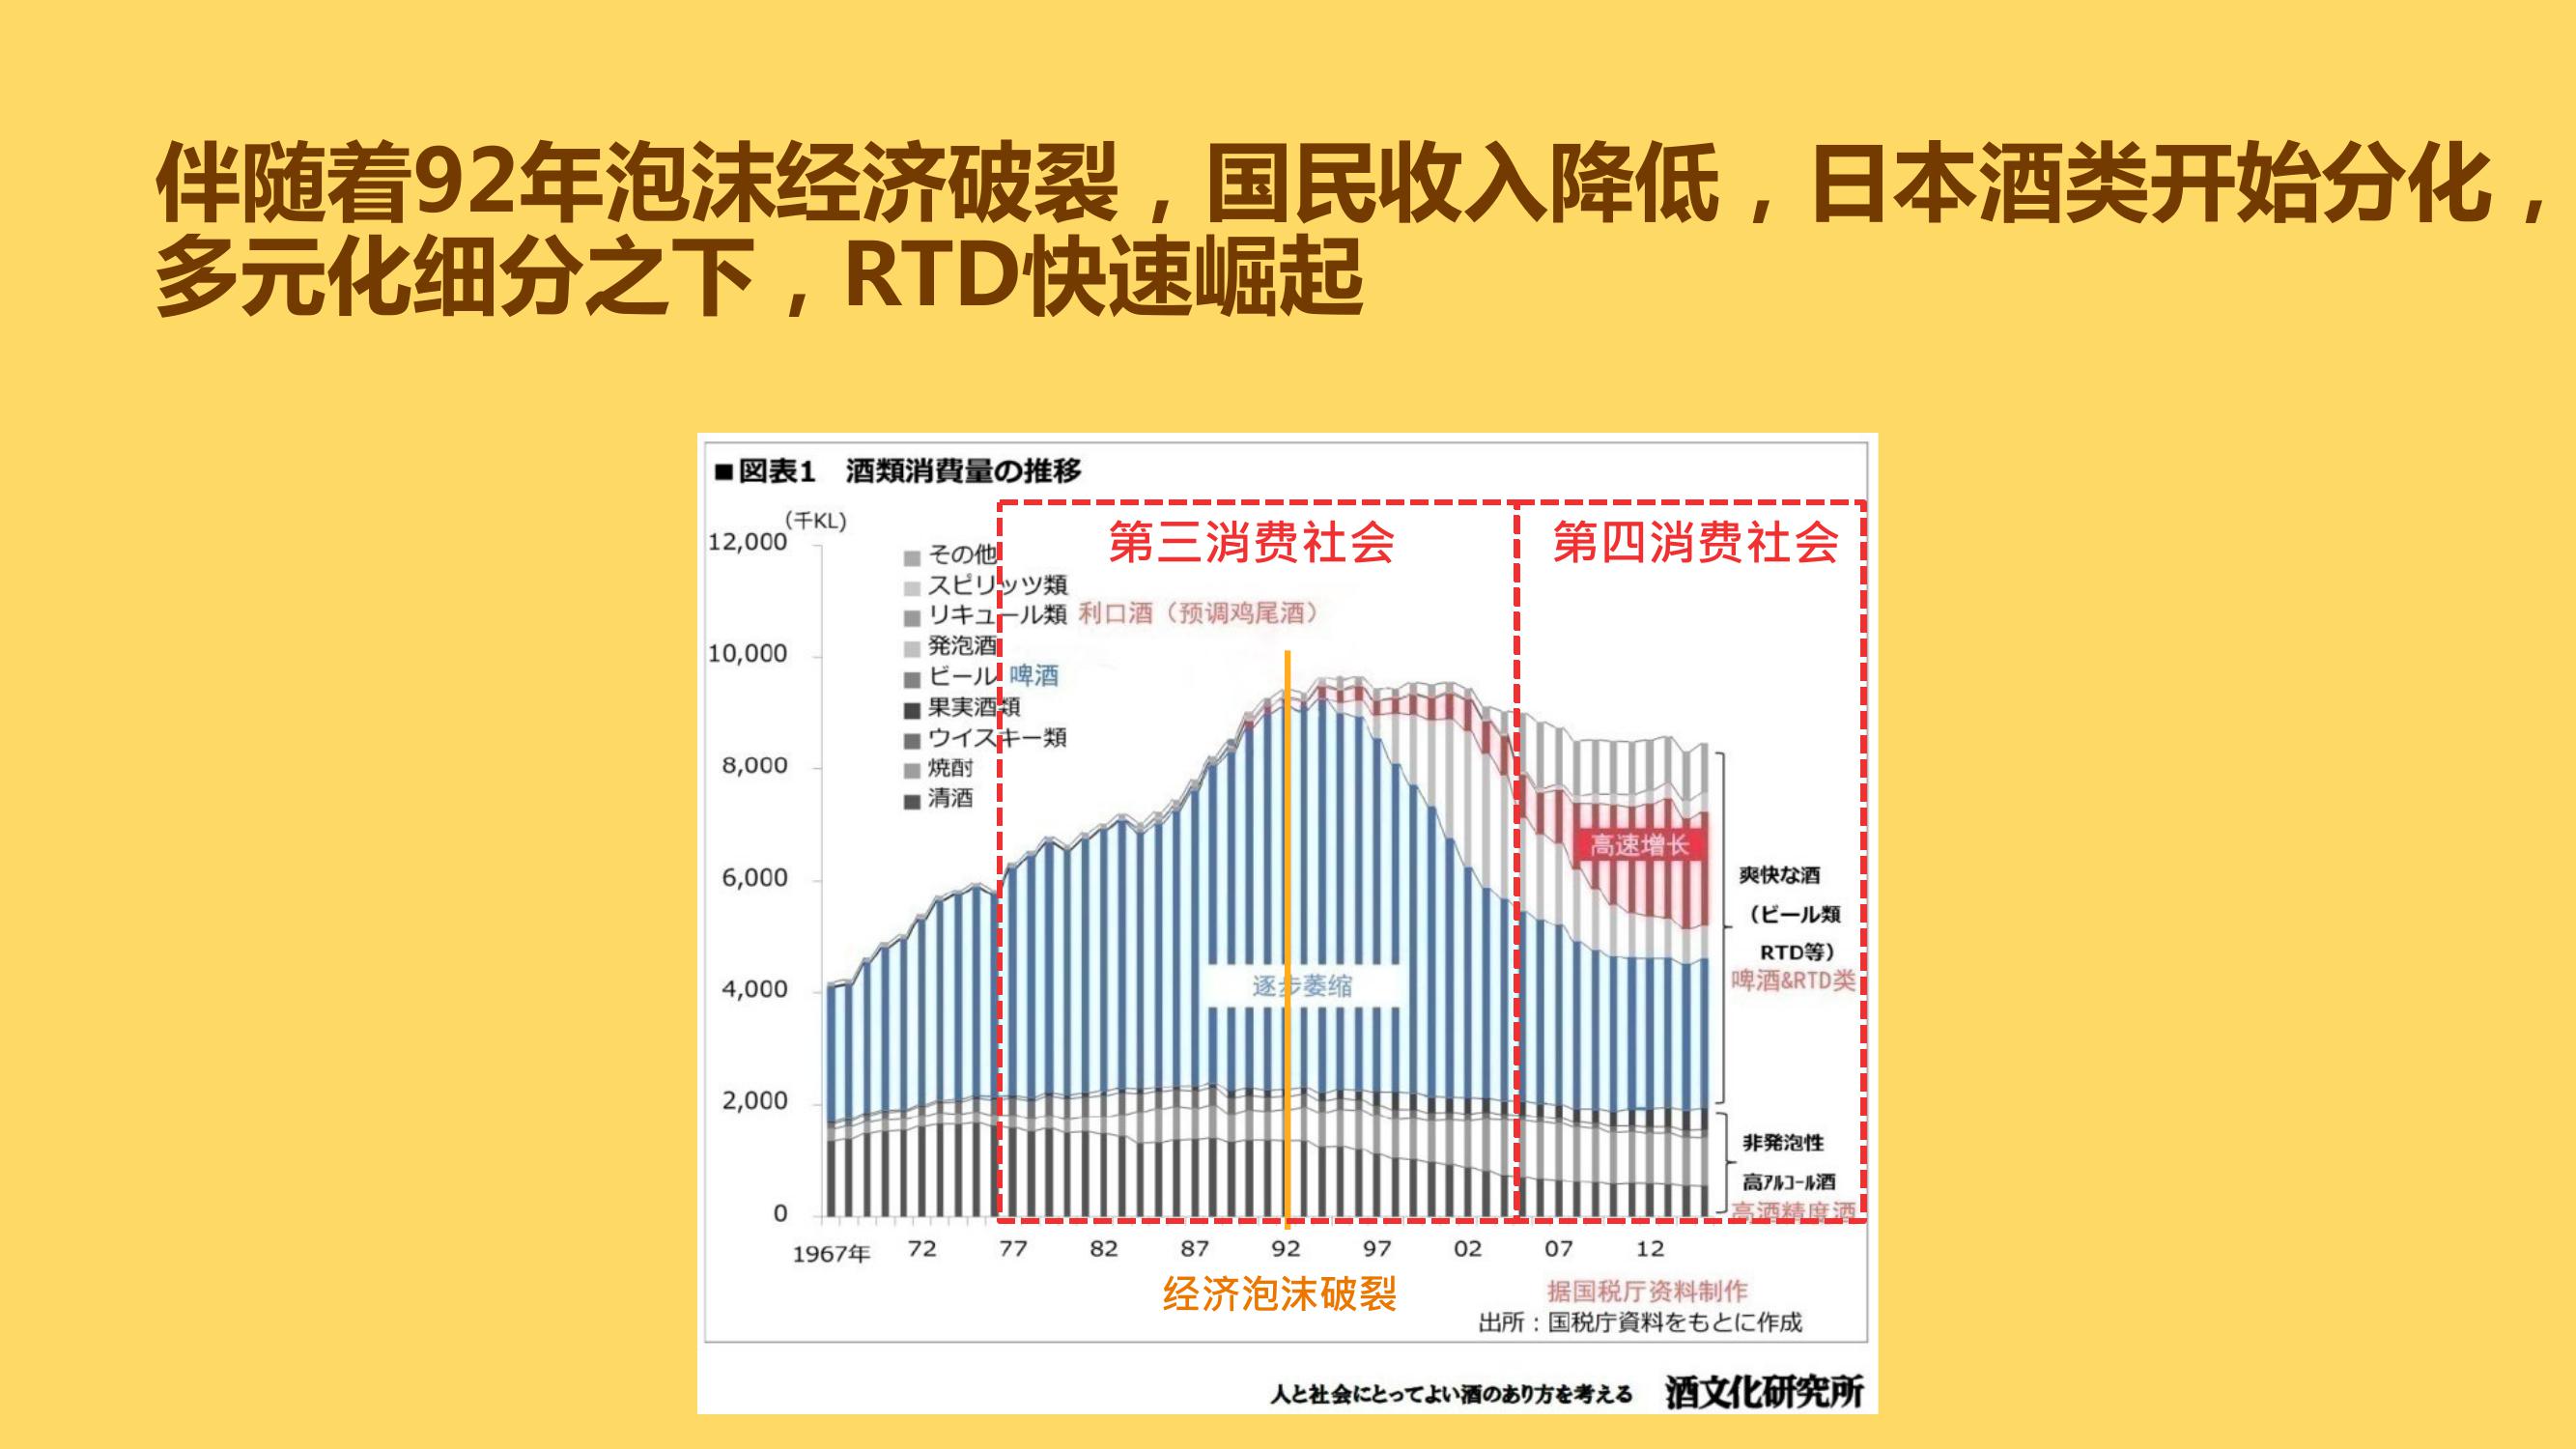 伴随着92年泡沫经济破裂，国民收入降低，日本酒类开始分化，
多元化细分之下，RTD快速崛起
■図表1　酒類消費量の推移
(千KL)
12,000
10,000
8,000
6,000
4,000
2,000
0
第三消费社会
第四消费社会
その他
スピリッツ類
リキュール類 利口酒（预调鸡尾酒）
発泡酒
ビール 啤酒
果実酒類
ウイスキー類
焼酎
清酒
高速增长
逐步萎缩
爽快な酒
（ビール類
RTD等）
啤酒&RTD类
非発泡性
高ｱﾙｺｰﾙ酒
高酒精度酒
1967年 72 77 82 87 92 97 02 07 12
经济泡沫破裂
据国税厅资料制作
出所：国税庁資料をもとに作成
人と社会にとってよい酒のあり方を考える 酒文化研究所